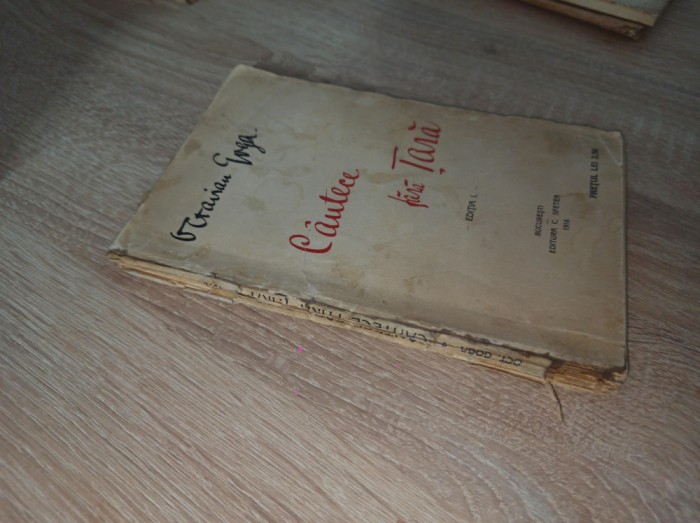 Octavian Goga
Cântece
fără Țară
- EDIȚIA I. -
BUCUREȘTI
EDITURA C. SFETEA
1916
PREȚUL LEI 2,50
OCT. GOGA * CÂNTECE FĂRĂ ȚARĂ